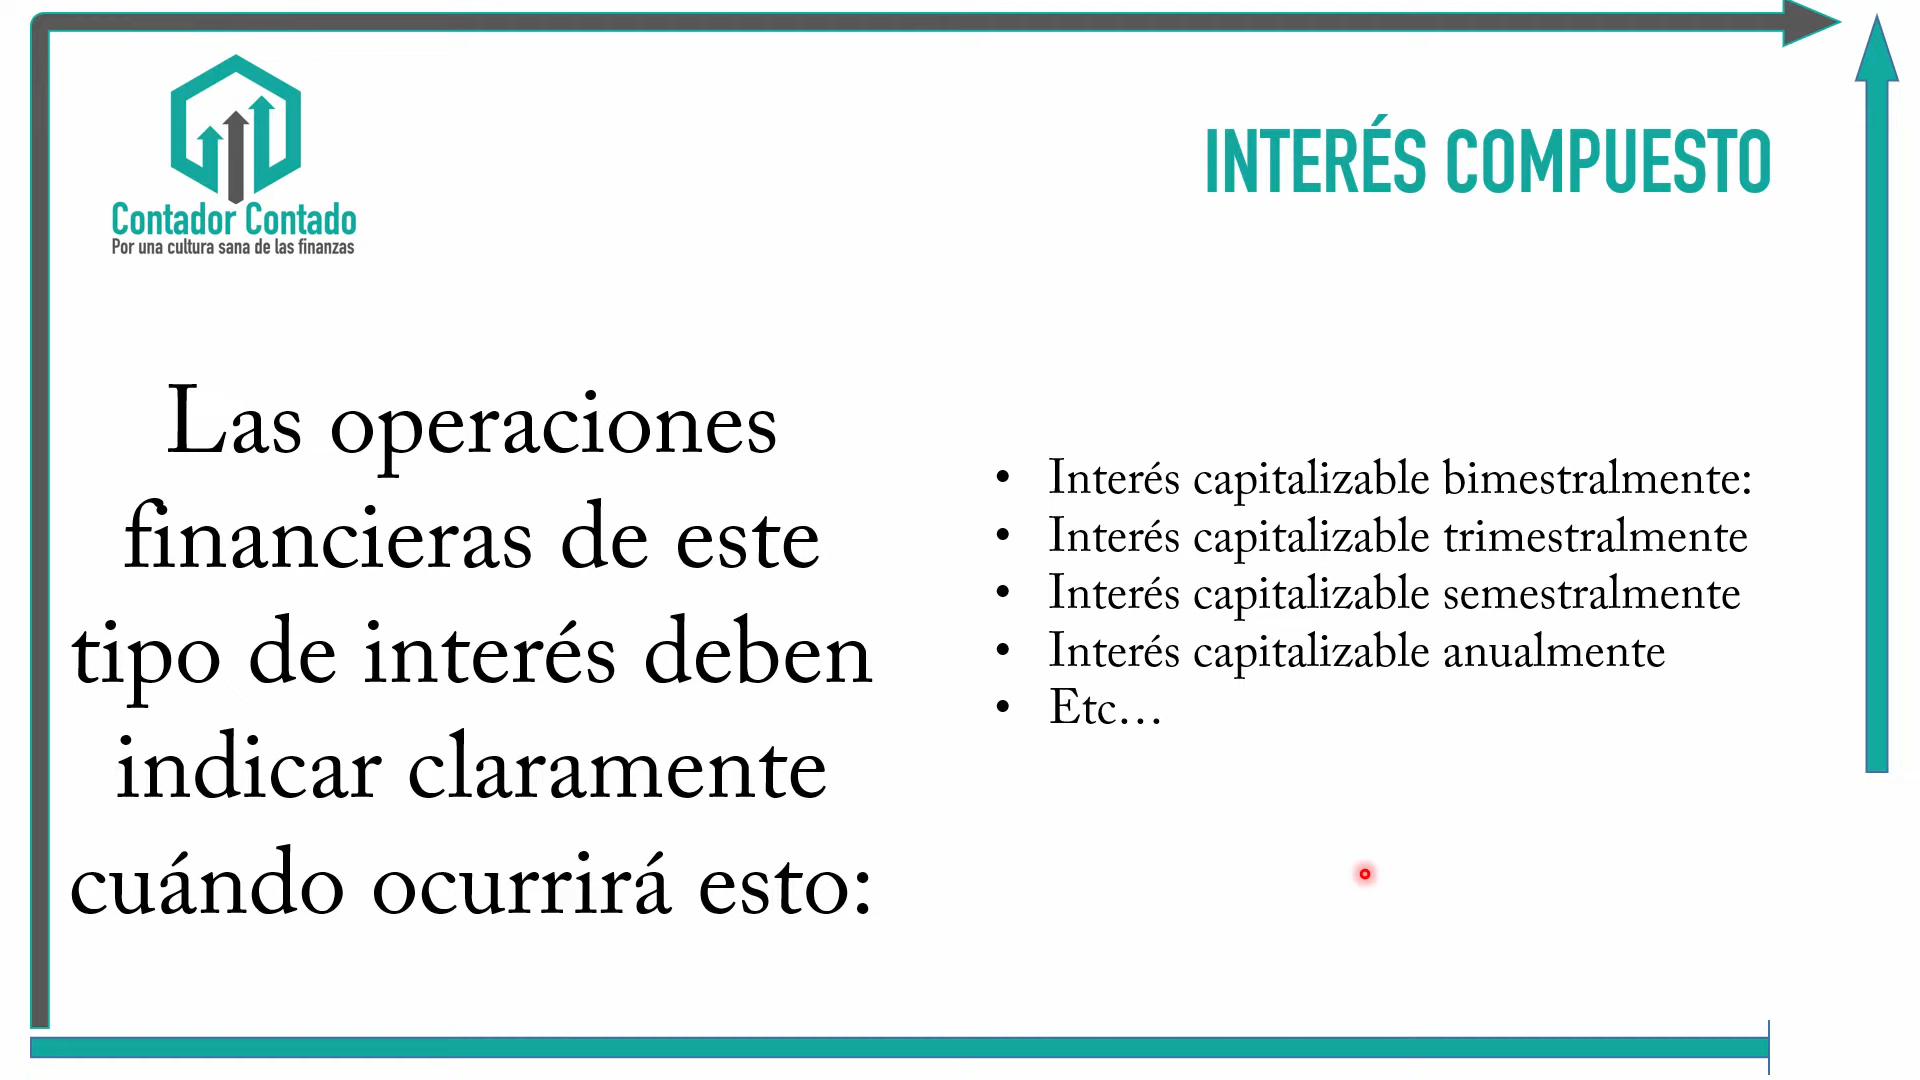 Contador Contado
Por una cultura sana de las finanzas
INTERÉS COMPUESTO
Las operaciones
financieras de este
tipo de interés deben
indicar claramente
cuándo ocurrirá esto:
• Interés capitalizable bimestralmente:
• Interés capitalizable trimestralmente
• Interés capitalizable semestralmente
• Interés capitalizable anualmente
• Etc…